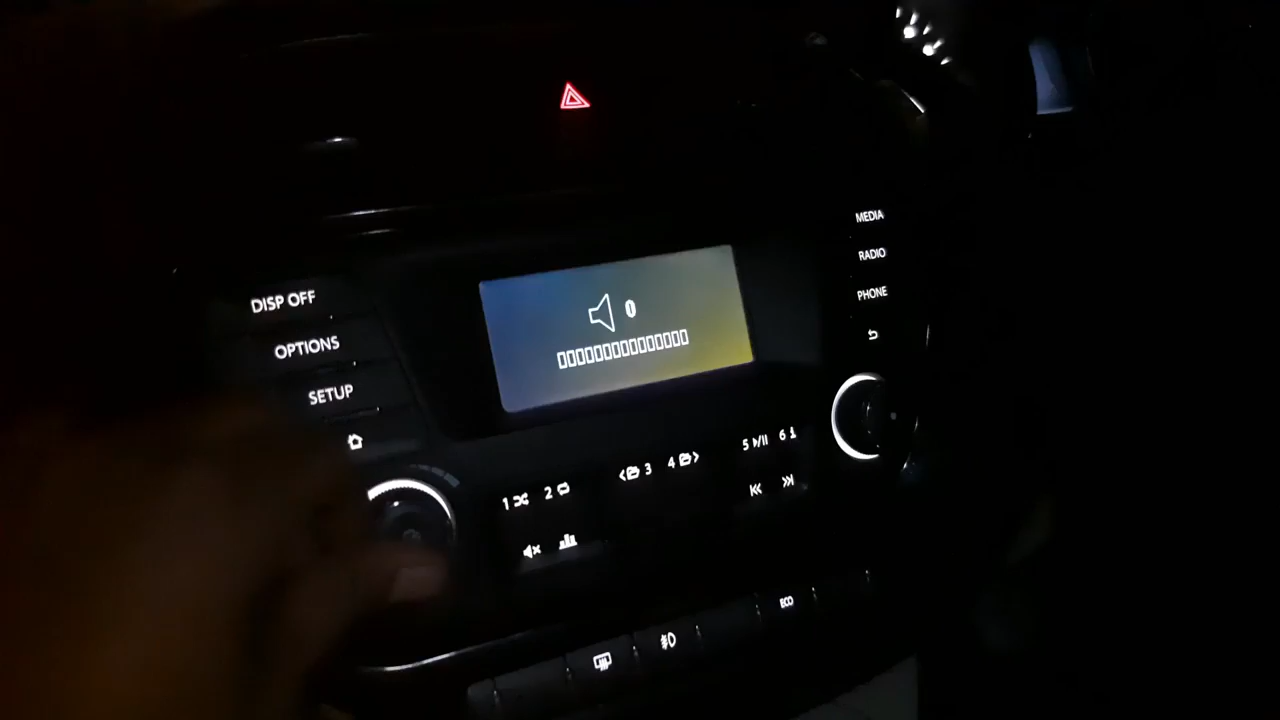 DISP OFF
OPTIONS
SETUP
0
MEDIA
RADIO
PHONE
1
2
3
4
5
6 i
ECO